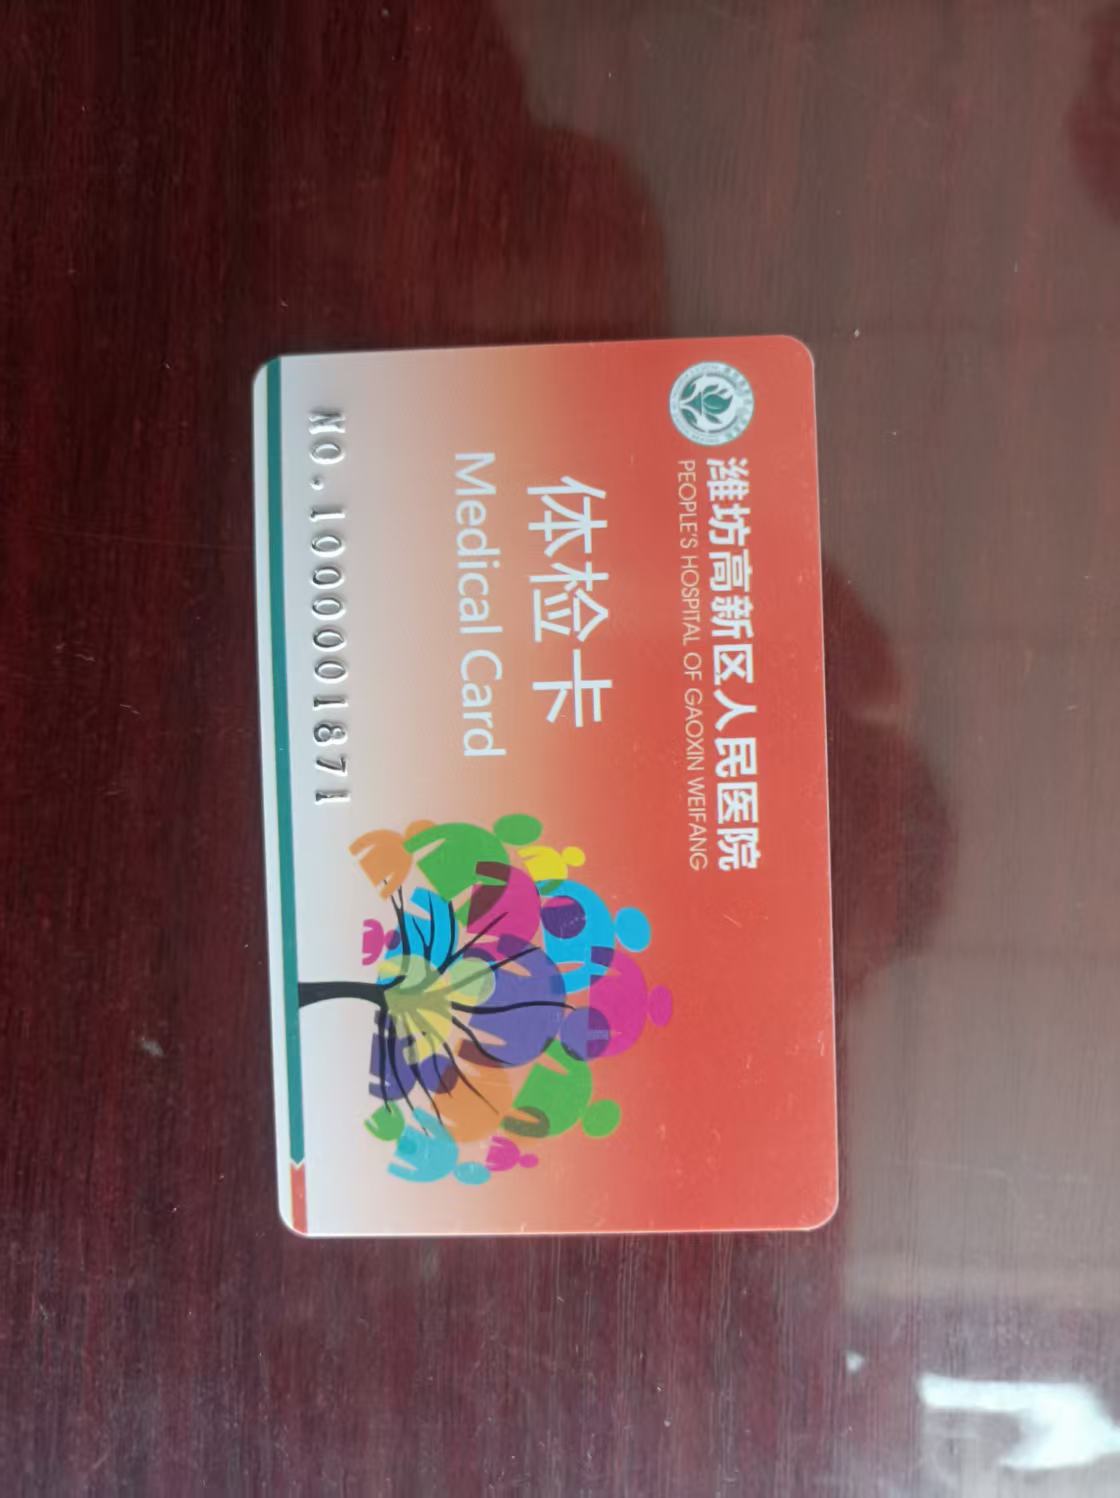 潍坊高新区人民医院
PEOPLE'S HOSPITAL OF GAOXIN WEIFANG
体检卡
Medical Card
NO.1000001871